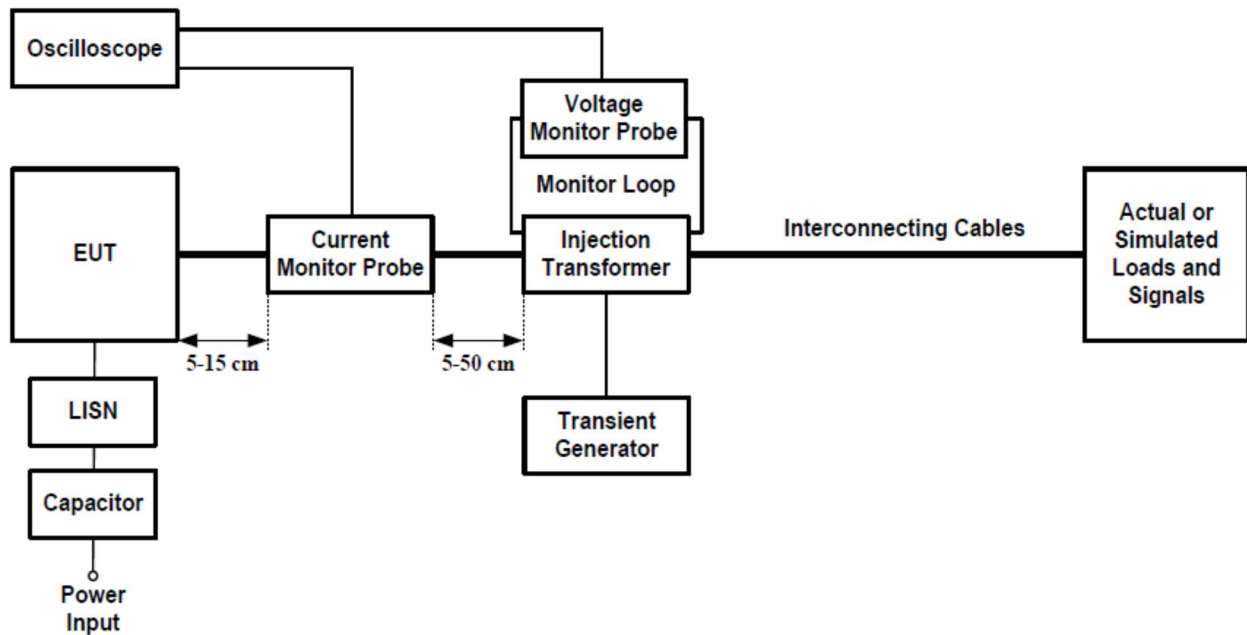 Oscilloscope
Voltage
Monitor Probe
Monitor Loop
EUT
Current
Monitor Probe
Injection
Transformer
Interconnecting Cables
Actual or
Simulated
Loads and
Signals
5-15 cm
5-50 cm
LISN
Transient
Generator
Capacitor
Power
Input